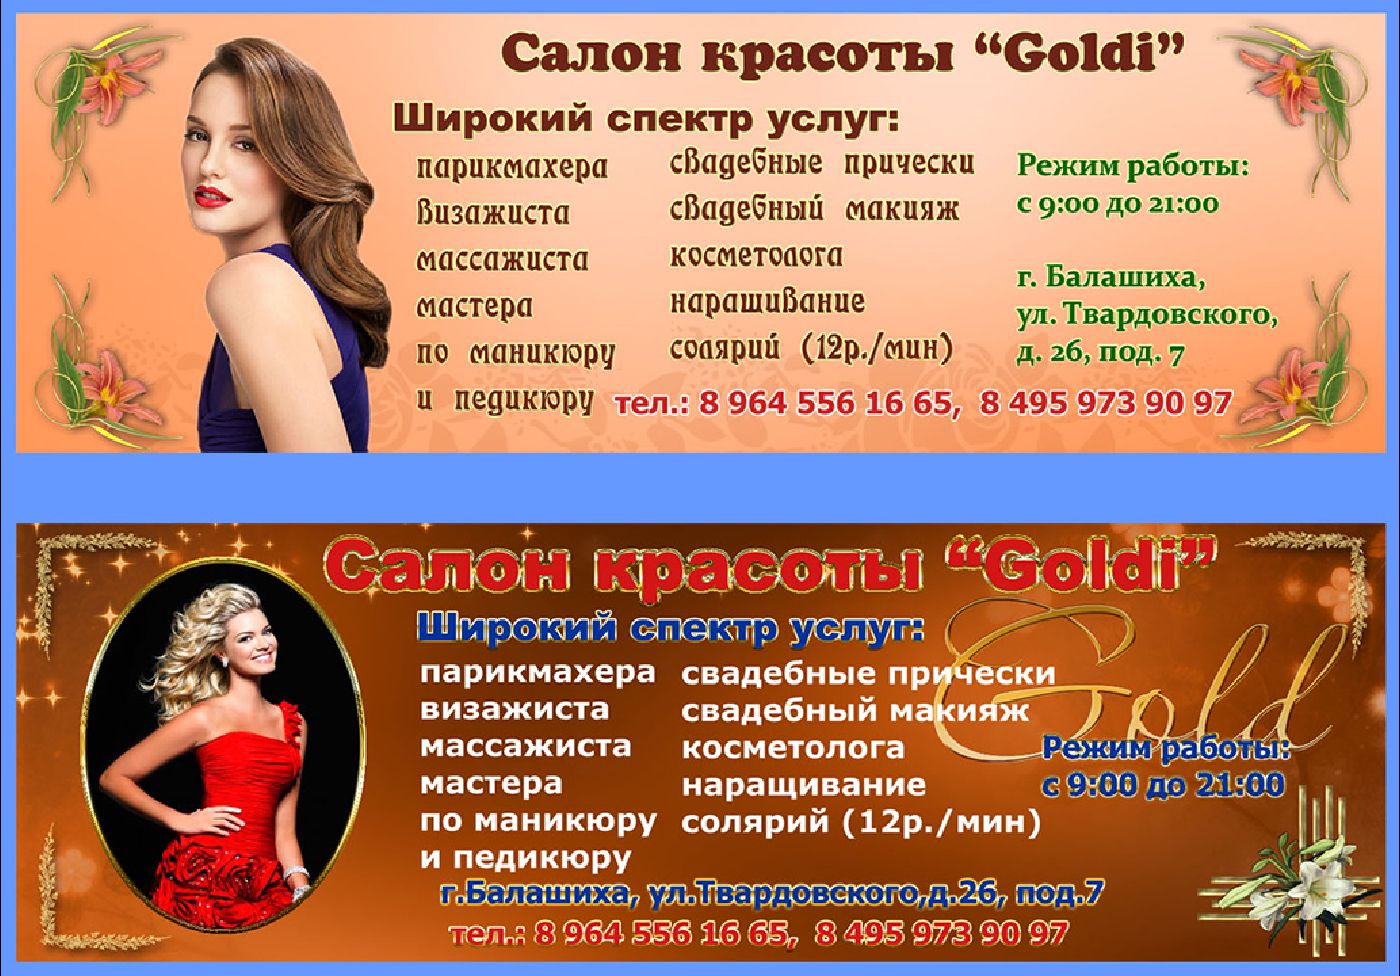 Салон красоты “Goldi”
Широкий спектр услуг:
парикмахера
визажиста
массажиста
мастера
по маникюру
и педикюру
свадебные прически
свадебный макияж
косметолога
нарашивание
солярий (12р./мин)
Режим работы:
с 9:00 до 21:00
г. Балашиха,
ул. Твардовского,
д. 26, под. 7
тел.: 8 964 556 16 65, 8 495 973 90 97
Салон красоты “Goldi”
Gold
Широкий спектр услуг:
парикмахера
визажиста
массажиста
мастера
по маникюру
и педикюру
свадебные прически
свадебный макияж
косметолога
наращивание
солярий (12р./мин)
Режим работы:
с 9:00 до 21:00
г.Балашиха, ул.Твардовского,д.26, под.7
тел.: 8 964 556 16 65, 8 495 973 90 97